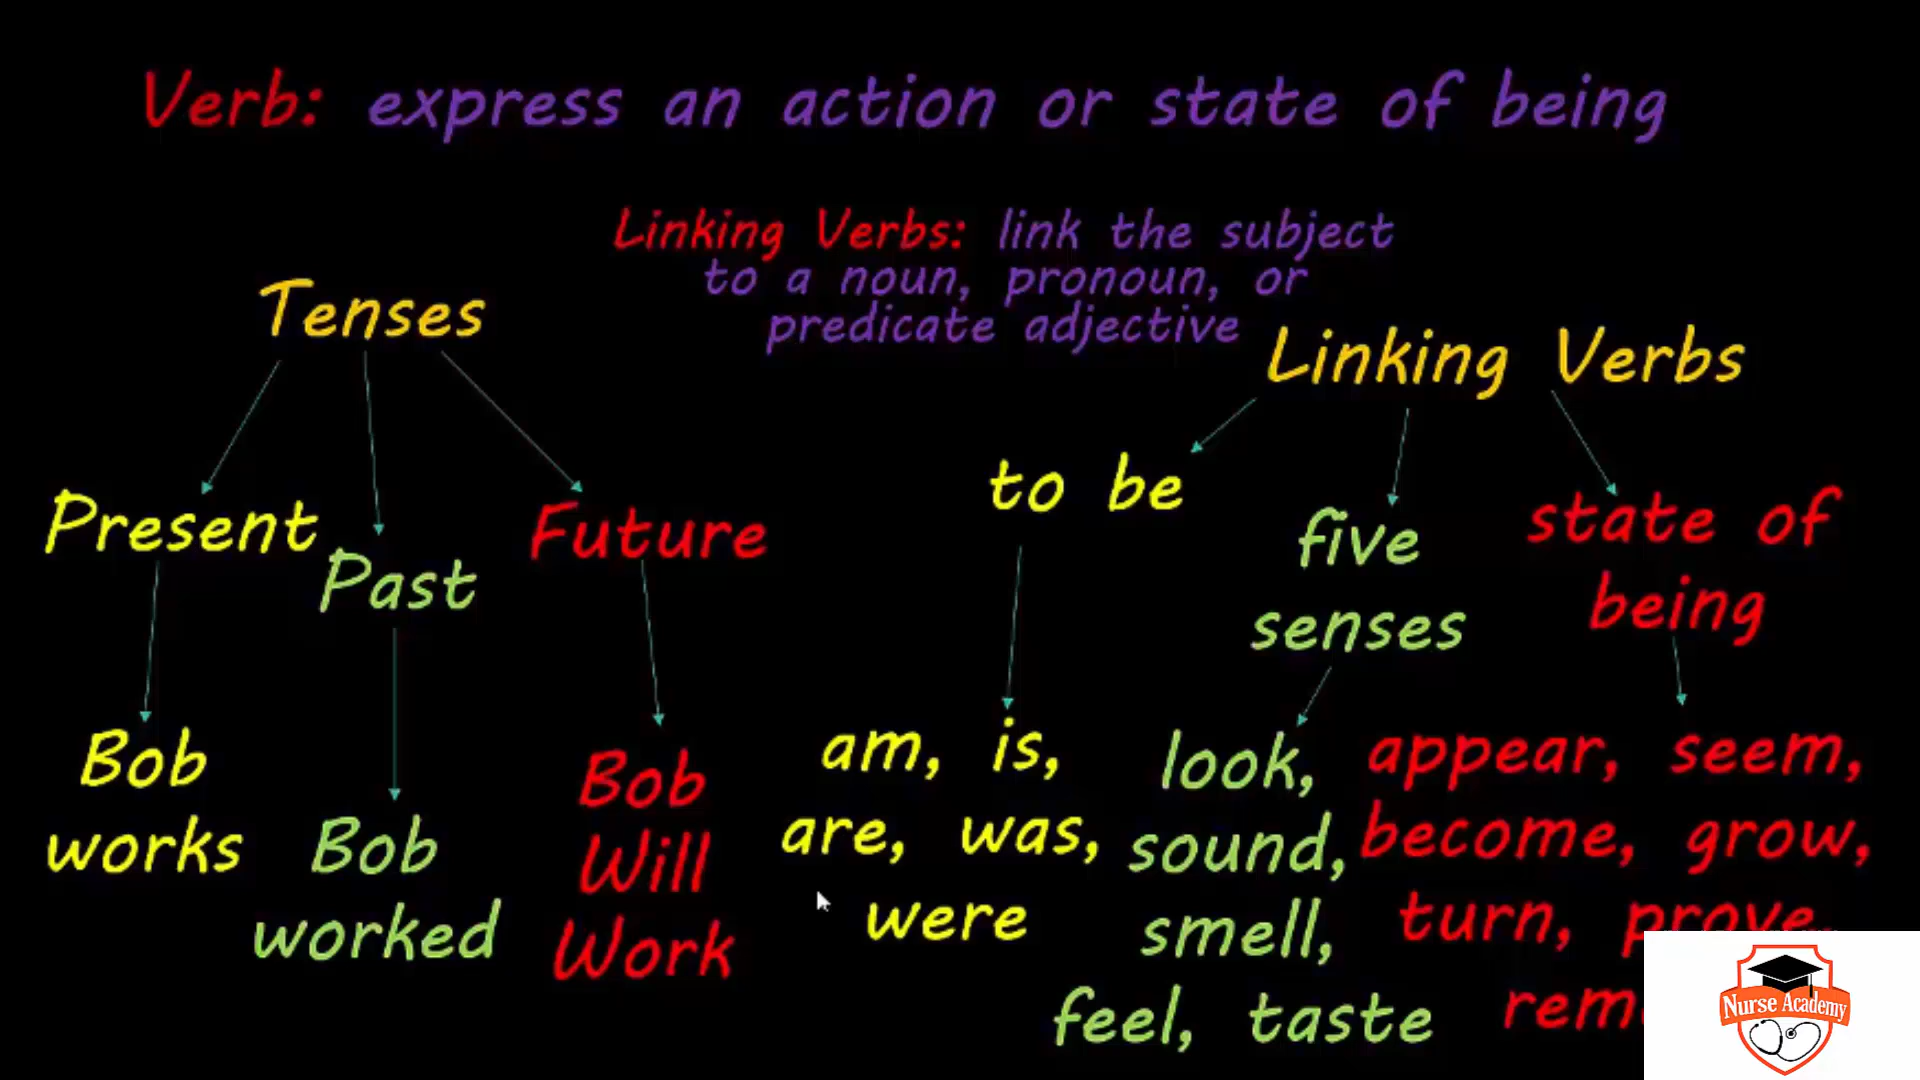 Verb: express an action or state of being
Linking Verbs: link the subject
to a noun, pronoun, or
predicate adjective
Tenses
Present
Past
Future
Bob
works
Bob
worked
Bob
Will
Work
Linking Verbs
to be
five
senses
state of
being
am, is,
are, was,
were
look,
sound,
smell,
feel, taste
appear, seem,
become, grow,
turn, prove
Nurse Academy